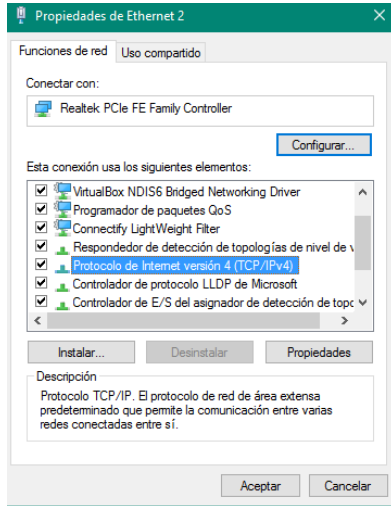 Propiedades de Ethernet 2
Funciones de red
Uso compartido
Conectar con:
Realtek PCIe FE Family Controller
Configurar...
Esta conexión usa los siguientes elementos:
VirtualBox NDIS6 Bridged Networking Driver
Programador de paquetes QoS
Connectify LightWeight Filter
Respondedor de detección de topologías de nivel de v
Protocolo de Internet versión 4 (TCP/IPv4)
Controlador de protocolo LLDP de Microsoft
Controlador de E/S del asignador de detección de topo
Instalar...
Desinstalar
Propiedades
Descripción
Protocolo TCP/IP. El protocolo de red de área extensa
predeterminado que permite la comunicación entre varias
redes conectadas entre sí.
Aceptar
Cancelar